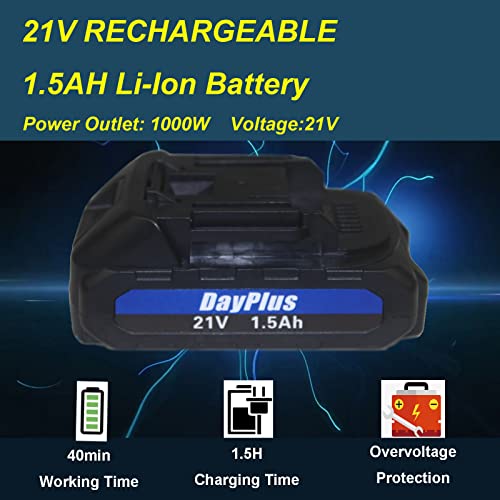 21V RECHARGEABLE
1.5AH Li-Ion Battery
Power Outlet: 1000W Voltage:21V
DayPlus
21V 1.5Ah
40min
Working Time
1.5H
Charging Time
Overvoltage
Protection